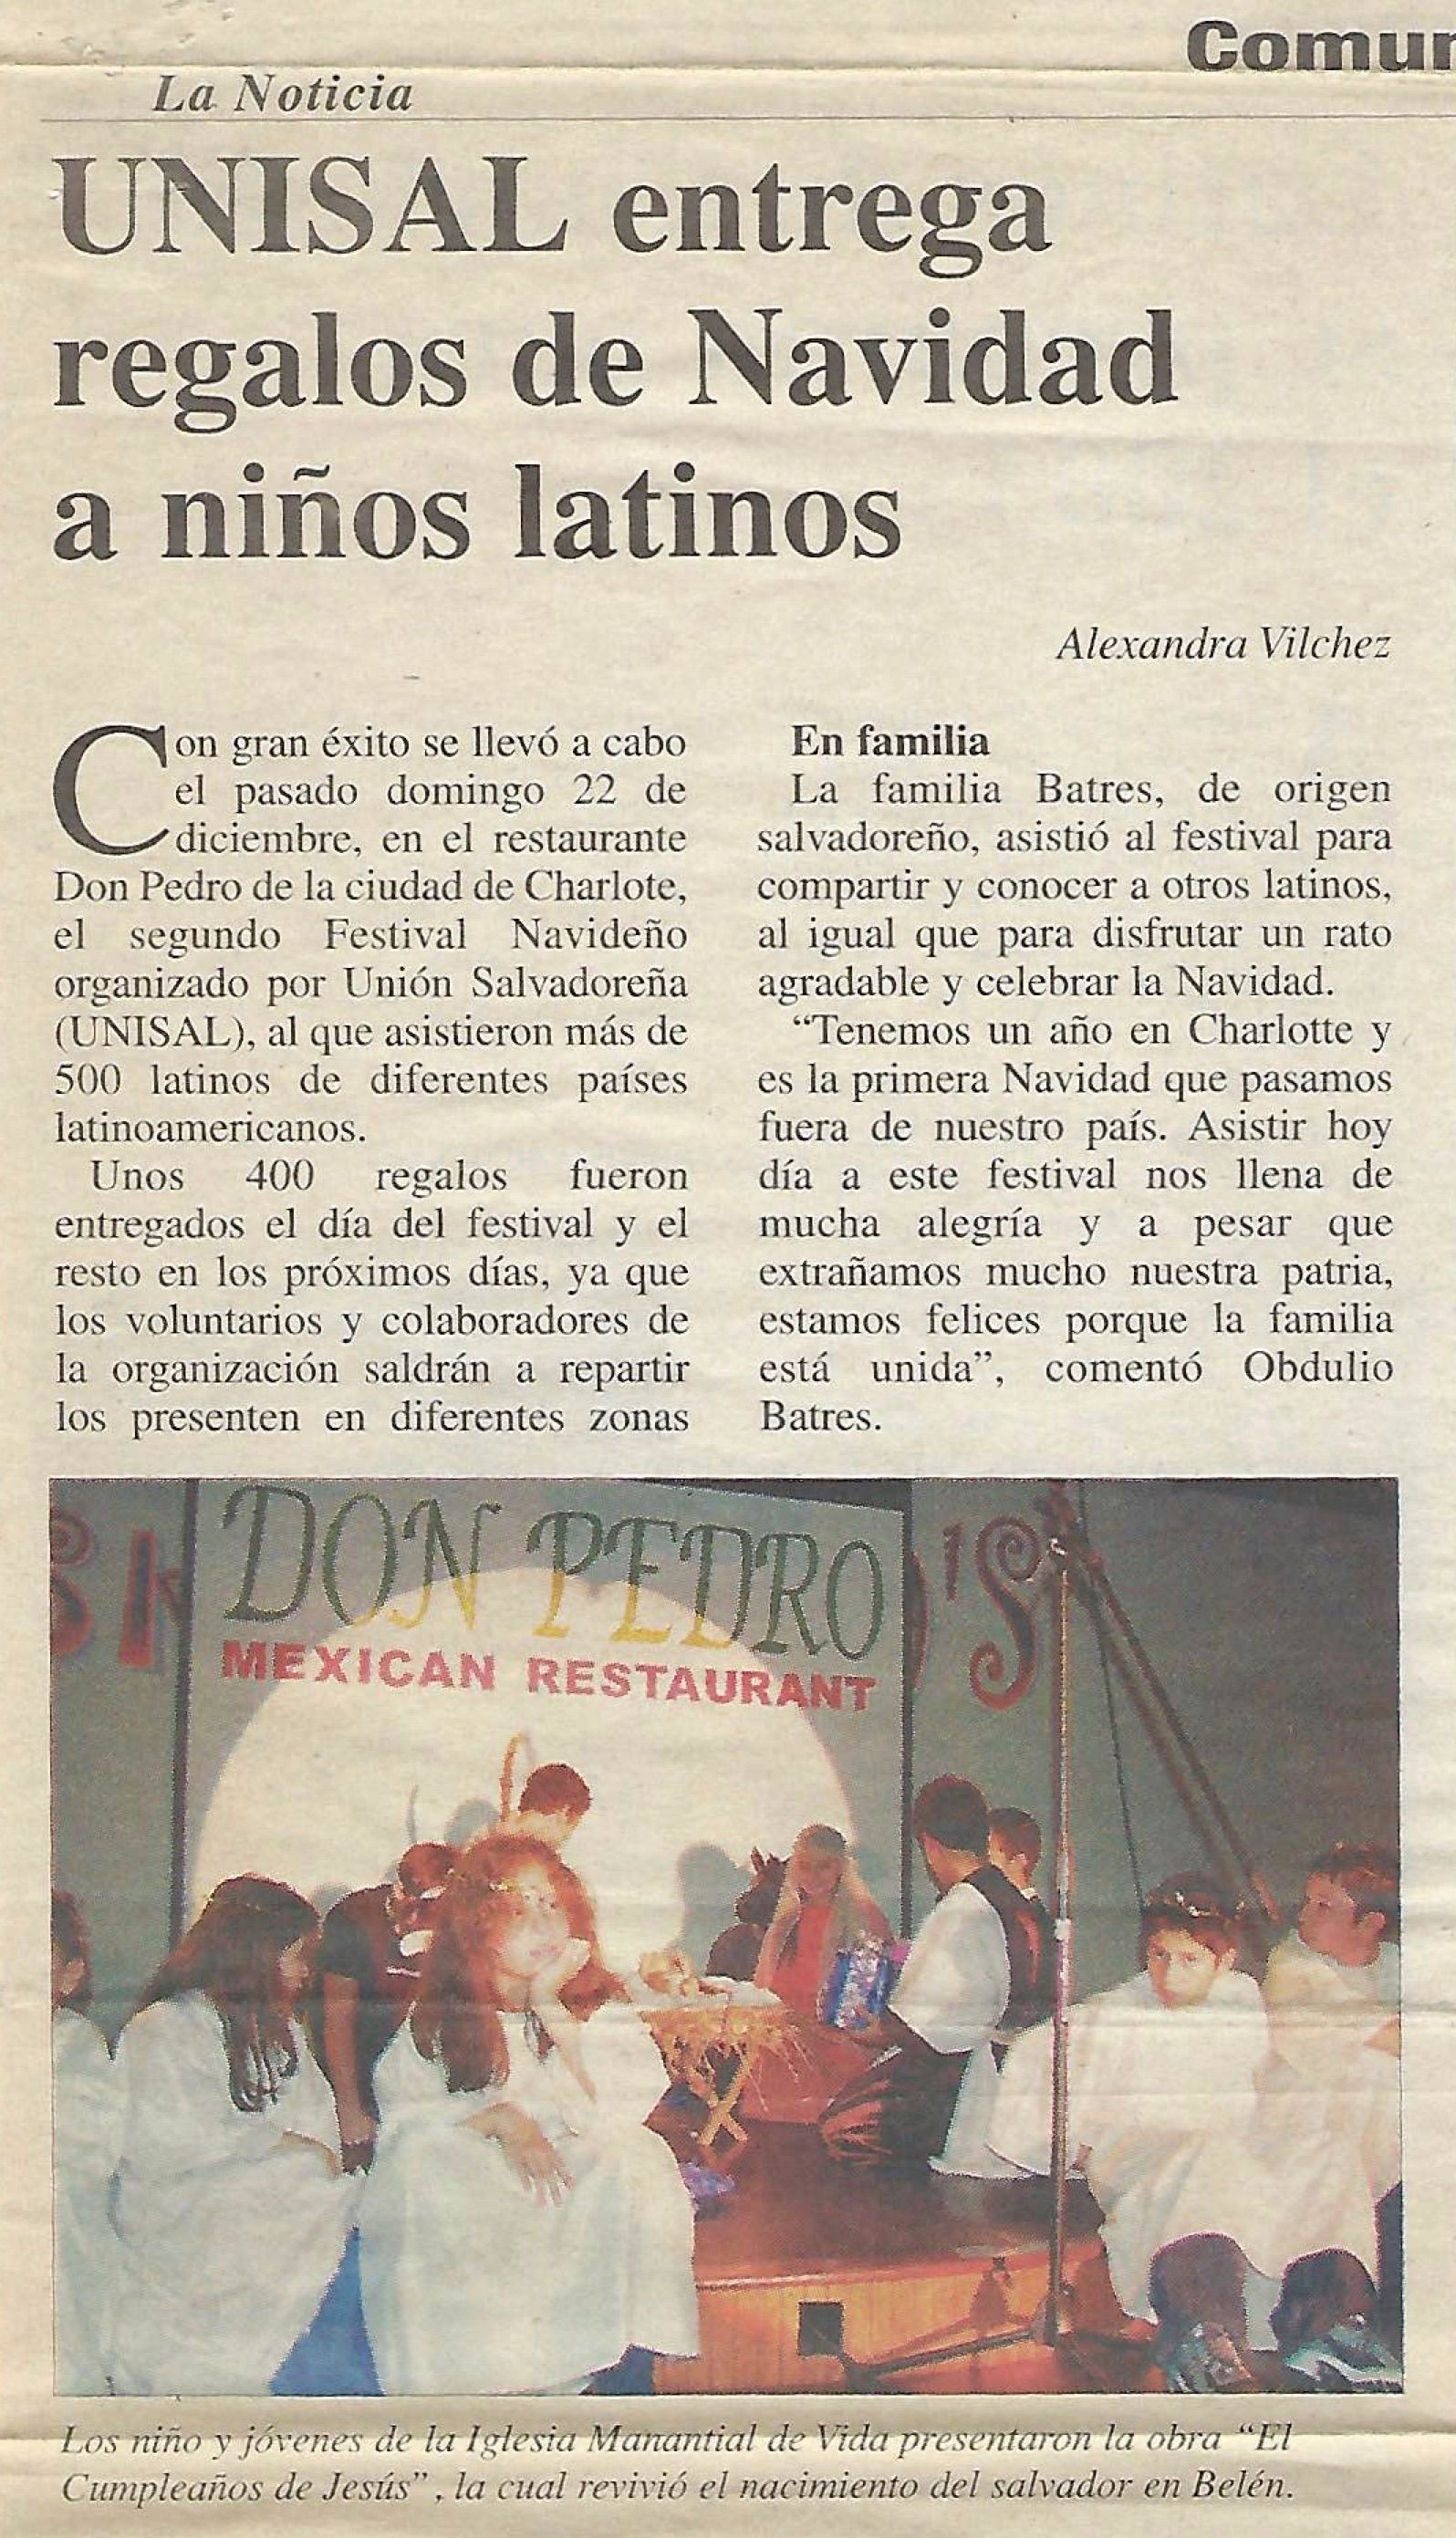 Comun
La Noticia
UNISAL entrega
regalos de Navidad
a niños latinos
Alexandra Vilchez
Con gran éxito se llevó a cabo
el pasado domingo 22 de
diciembre, en el restaurante
Don Pedro de la ciudad de Charlote,
el segundo Festival Navideño
organizado por Unión Salvadoreña
(UNISAL), al que asistieron más de
500 latinos de diferentes países
latinoamericanos.
Unos 400 regalos fueron
entregados el día del festival y el
resto en los próximos días, ya que
los voluntarios y colaboradores de
la organización saldrán a repartir
los presenten en diferentes zonas
En familia
La familia Batres, de origen
salvadoreño, asistió al festival para
compartir y conocer a otros latinos,
al igual que para disfrutar un rato
agradable y celebrar la Navidad.
“Tenemos un año en Charlotte y
es la primera Navidad que pasamos
fuera de nuestro país. Asistir hoy
día a este festival nos llena de
mucha alegría y a pesar que
extrañamos mucho nuestra patria,
estamos felices porque la familia
está unida”, comentó Obdulio
Batres.
DON PEDRO
MEXICAN RESTAURANT
'S
Los niño y jóvenes de la Iglesia Manantial de Vida presentaron la obra “El
Cumpleaños de Jesús”, la cual revivió el nacimiento del salvador en Belén.